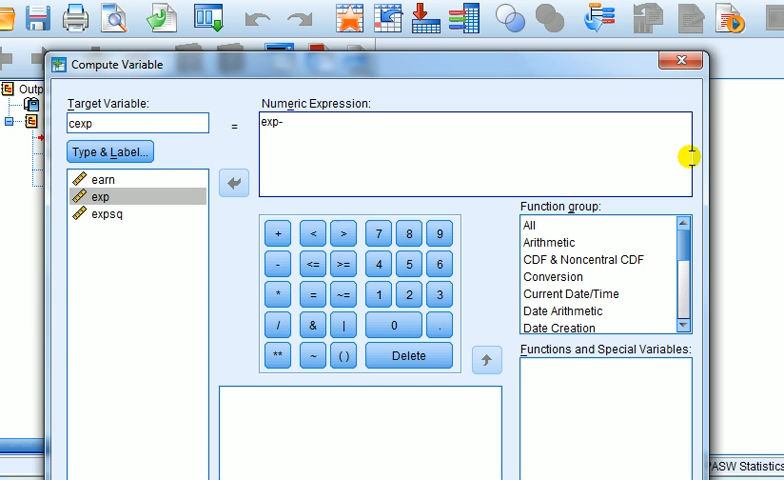 Compute Variable
Outp
Target Variable:
cexp
=
Numeric Expression:
exp-
Type & Label...
earn
exp
expsq
+ < > 7 8 9
- <= >= 4 5 6
* = ~= 1 2 3
/ & | 0 .
** ~ ( ) Delete
Function group:
All
Arithmetic
CDF & Noncentral CDF
Conversion
Current Date/Time
Date Arithmetic
Date Creation
Functions and Special Variables:
PASW Statistics